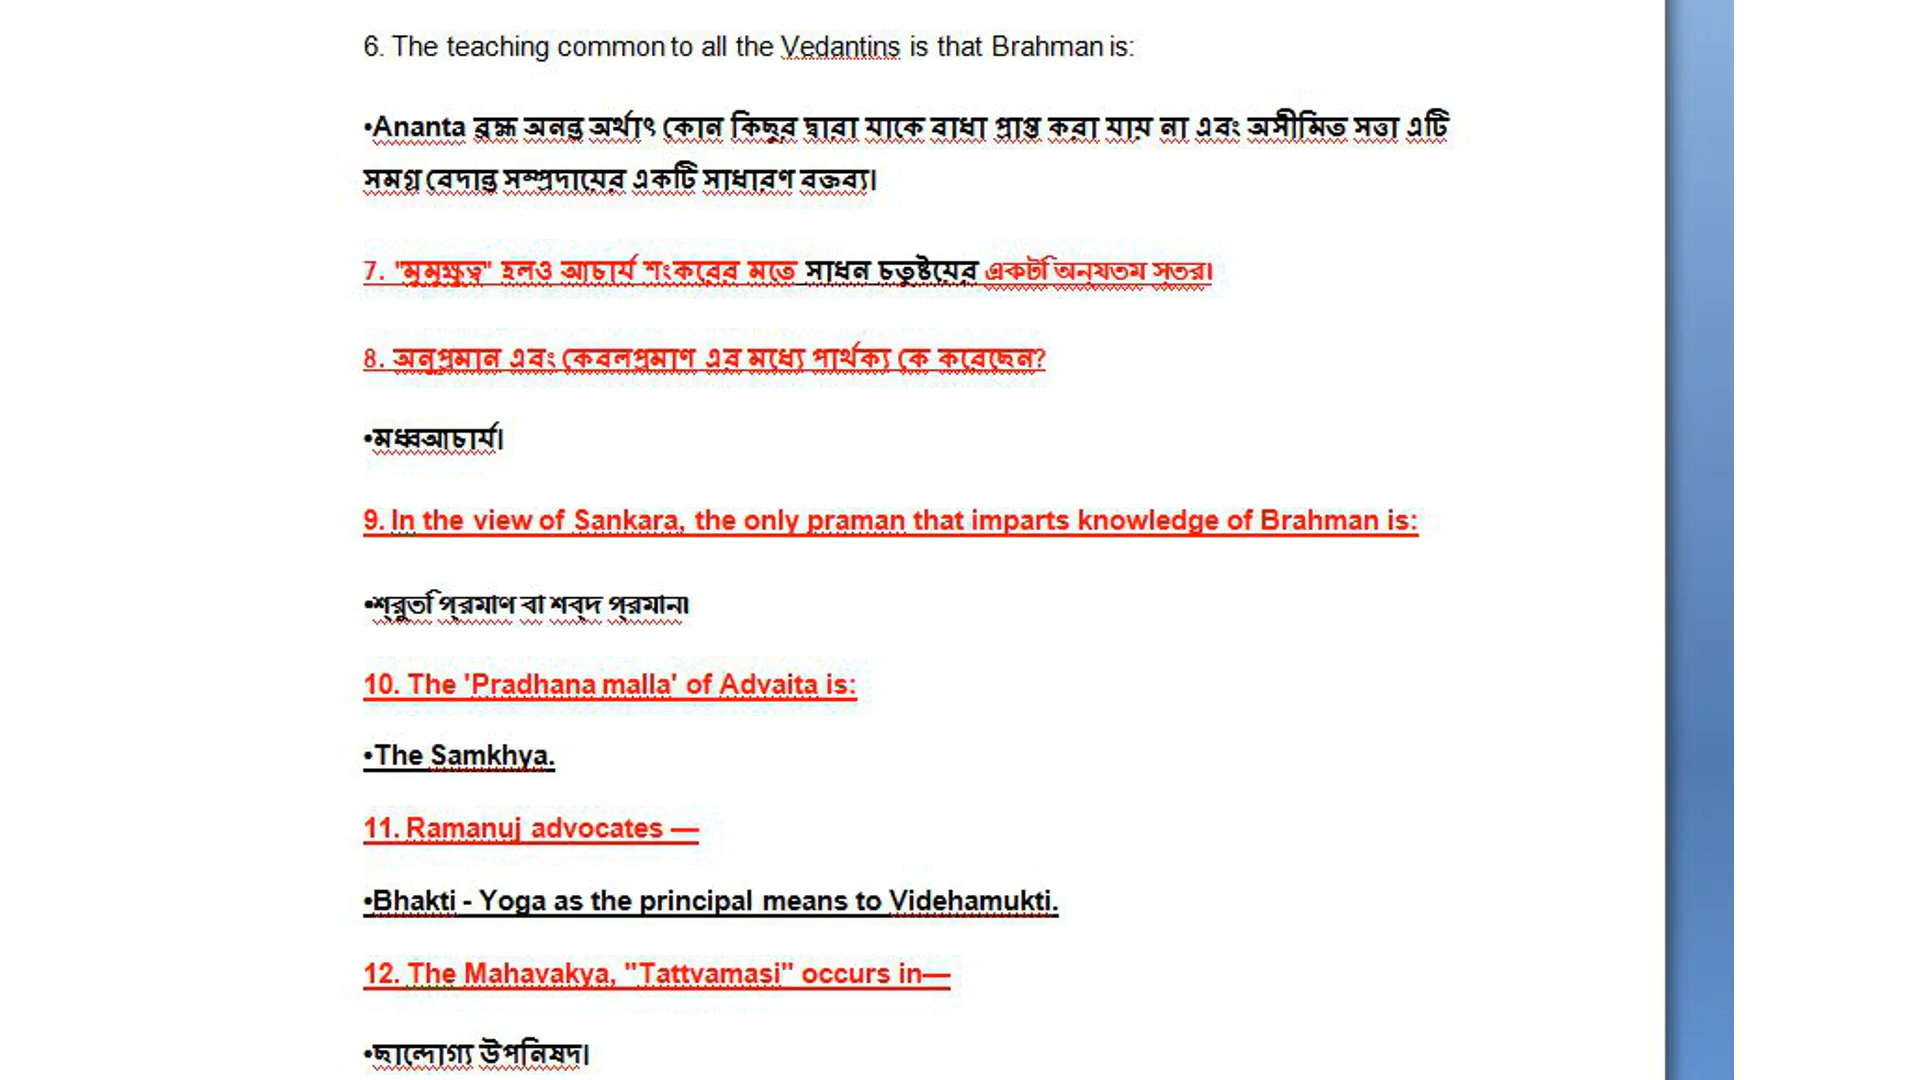 6. The teaching common to all the Vedantins is that Brahman is:
•Ananta ব্রহ্ম অনন্ত অর্থাৎ কোন কিছুর দ্বারা যাকে বাধা প্রাপ্ত করা যায় না এবং অসীমিত সত্তা এটি
সমগ্র বেদান্ত সম্প্রদায়ের একটি সাধারণ বক্তব্য।
7. "মুমুক্ষুত্ব" হলও আচার্য শংকরের মতে সাধন চতুষ্টয়ের একটা অন্যতম স্তর।
8. অনুপ্রমান এবং কেবলপ্রমাণ এর মধ্যে পার্থক্য কে করেছেন?
•মধ্বআচার্য।
9. In the view of Sankara, the only praman that imparts knowledge of Brahman is:
•শ্রুতি প্রমাণ বা শব্দ প্রমান।
10. The 'Pradhana malla' of Advaita is:
•The Samkhya.
11. Ramanuj advocates —
•Bhakti - Yoga as the principal means to Videhamukti.
12. The Mahavakya, "Tattvamasi" occurs in—
•ছান্দোগ্য উপনিষদ।